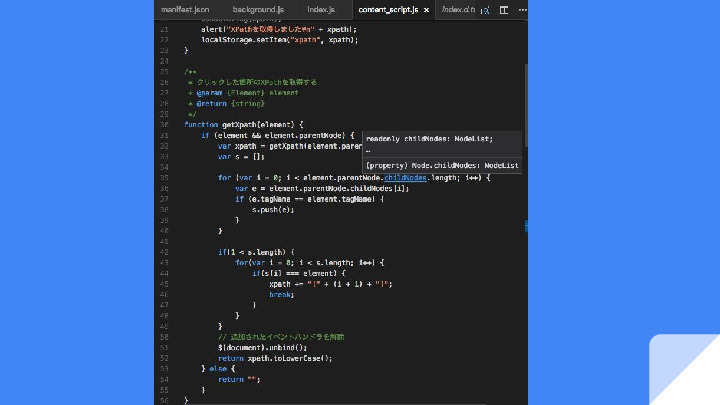 manifest.json background.js index.js content_script.js × index.d.ts
21 alert("XPathを取得しました¥n" + xpath);
22 localStorage.setItem("xpath", xpath);
23 }
24
25 /**
26 * クリックした箇所のXPathを取得する
27 * @param {Element} element
28 * @return {string}
29 */
30 function getXpath(element) {
31 if (element && element.parentNode) {
32 var xpath = getXpath(element.parer
33 var s = [];
34
35 for (var i = 0; i < element.parentNode.childNodes.length; i++) {
36 var e = element.parentNode.childNodes[i];
37 if (e.tagName == element.tagName) {
38 s.push(e);
39 }
40 }
41
42 if(1 < s.length) {
43 for(var i = 0; i < s.length; i++) {
44 if(s[i] === element) {
45 xpath += "[" + (i + 1) + "]";
46 break;
47 }
48 }
49 }
50 // 追加されたイベントハンドラを解除
51 $(document).unbind();
52 return xpath.toLowerCase();
53 } else {
54 return "";
55 }
56 }
readonly childNodes: NodeList;
(property) Node.childNodes: NodeList